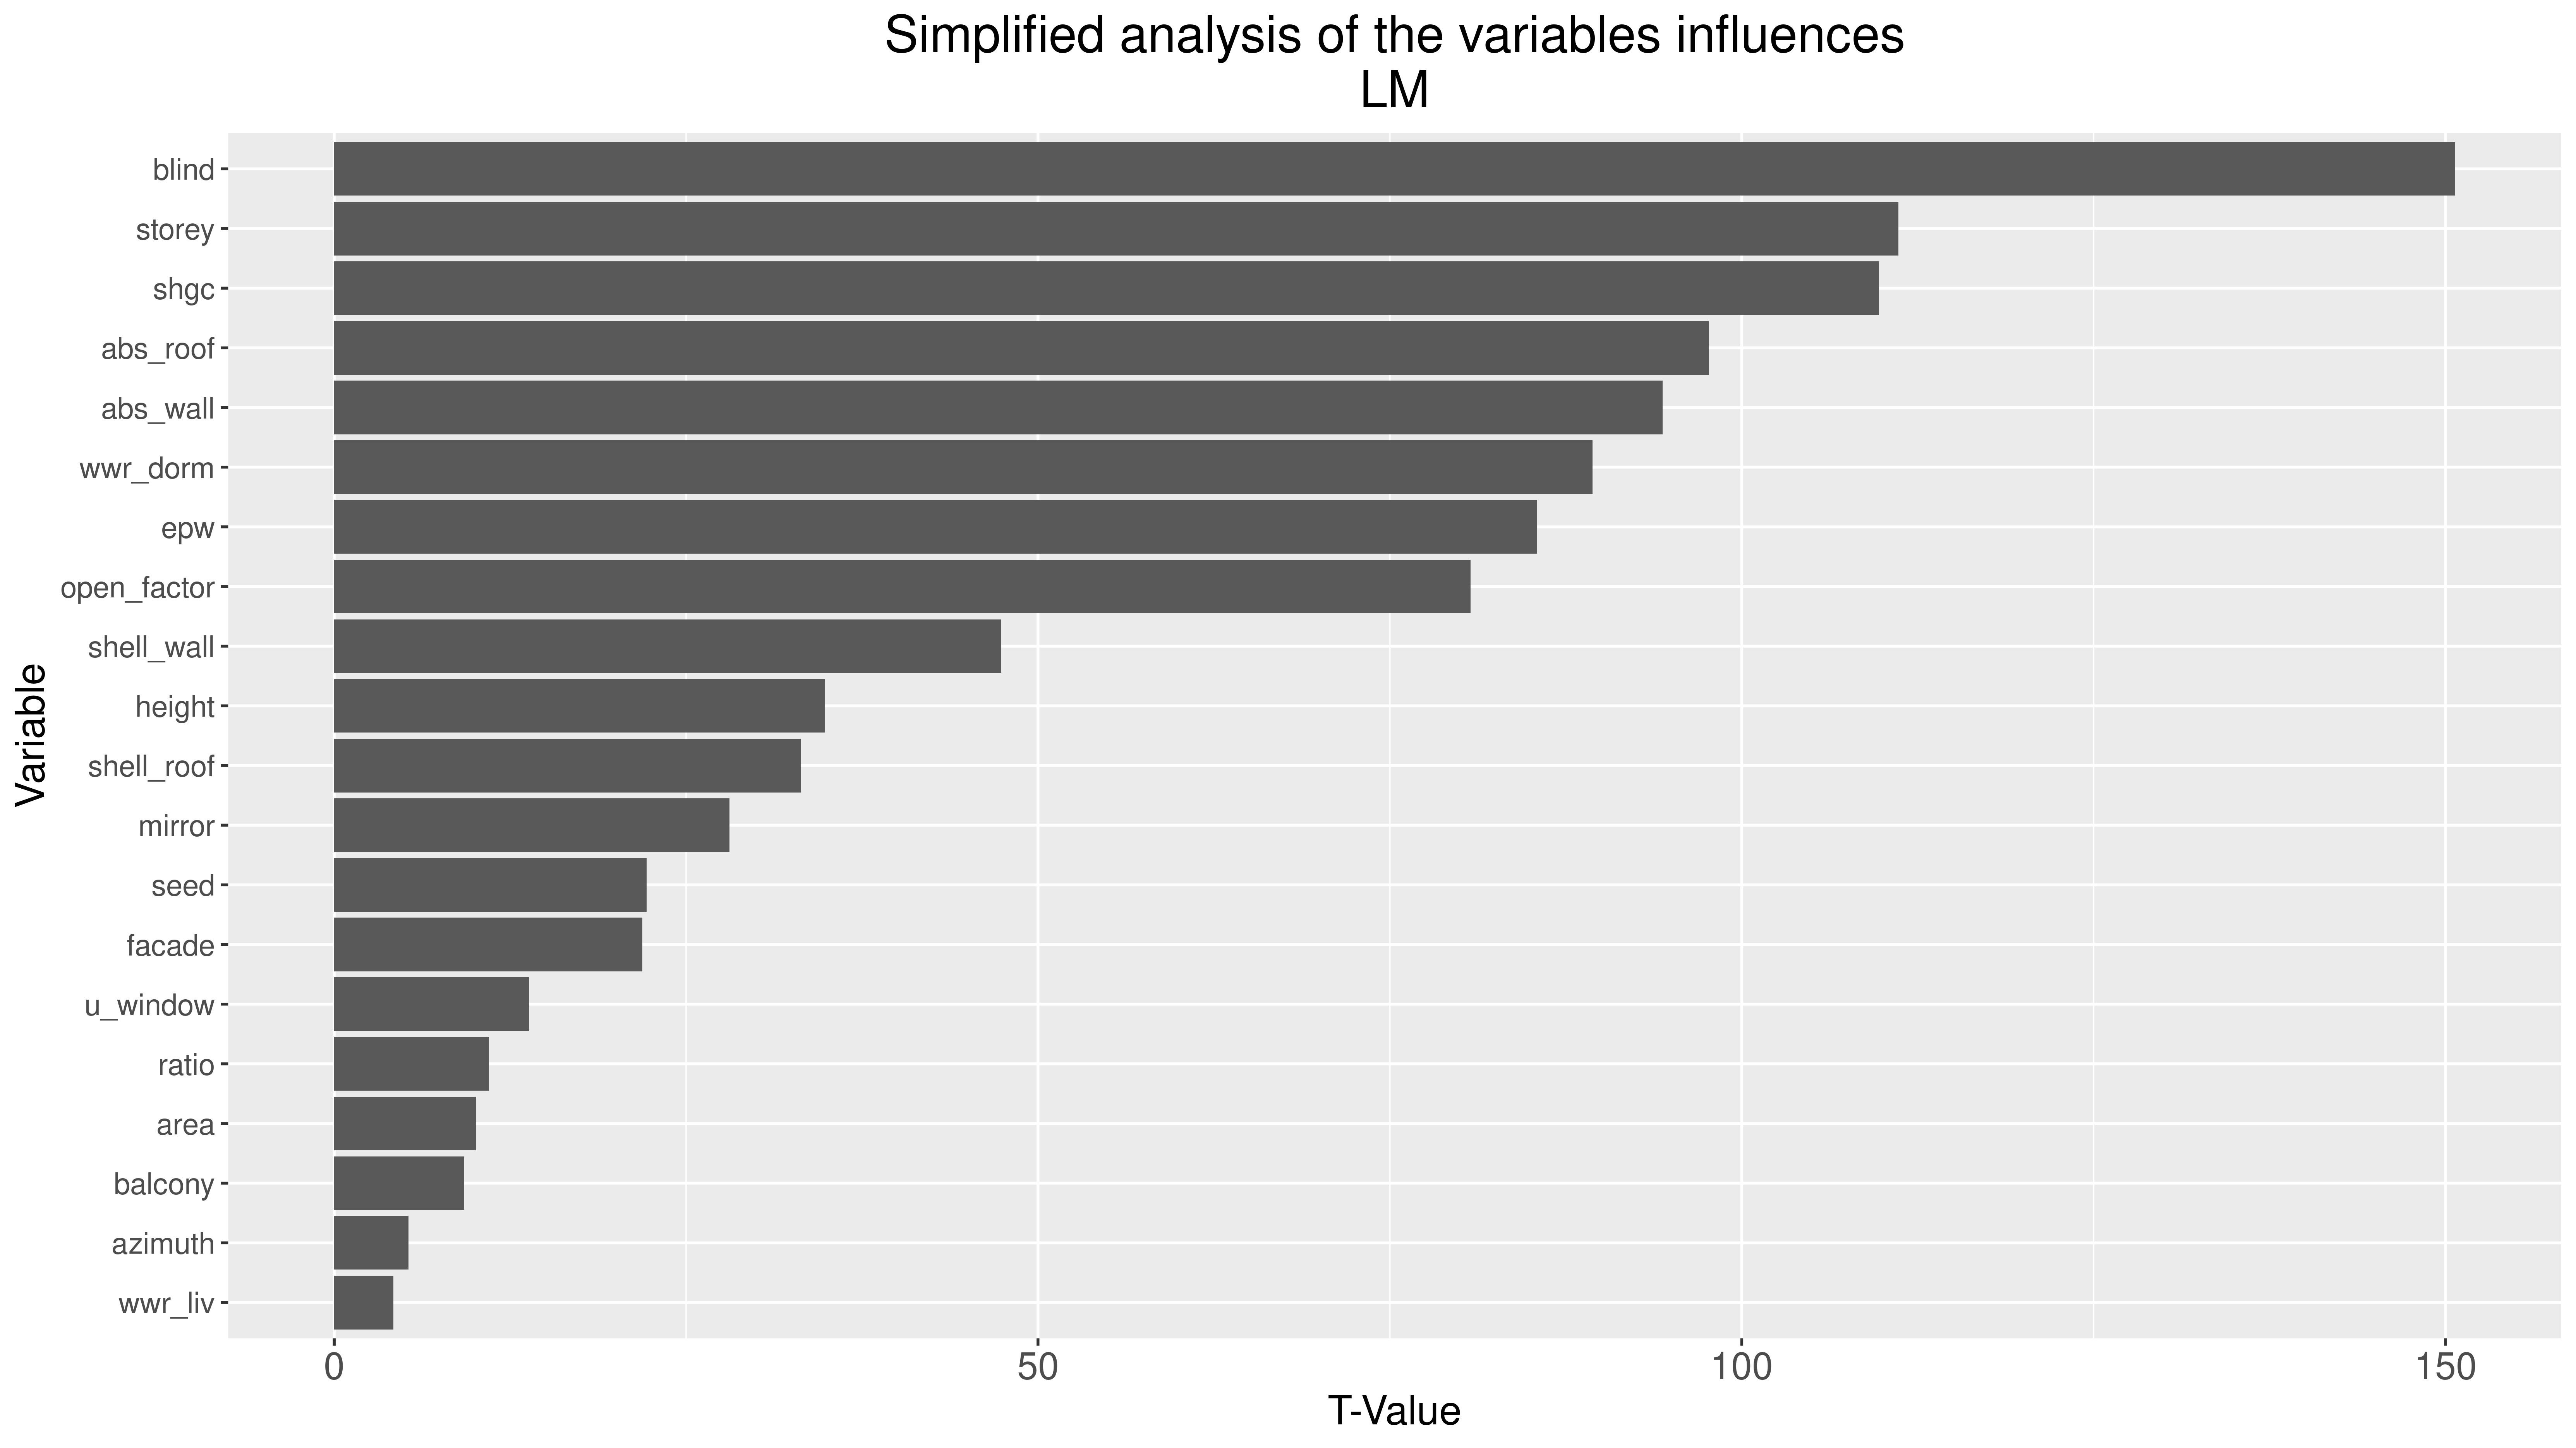 Simplified analysis of the variables influences
LM
Variable
blind
storey
shgc
abs_roof
abs_wall
wwr_dorm
epw
open_factor
shell_wall
height
shell_roof
mirror
seed
facade
u_window
ratio
area
balcony
azimuth
wwr_liv
0 50 100 150
T-Value